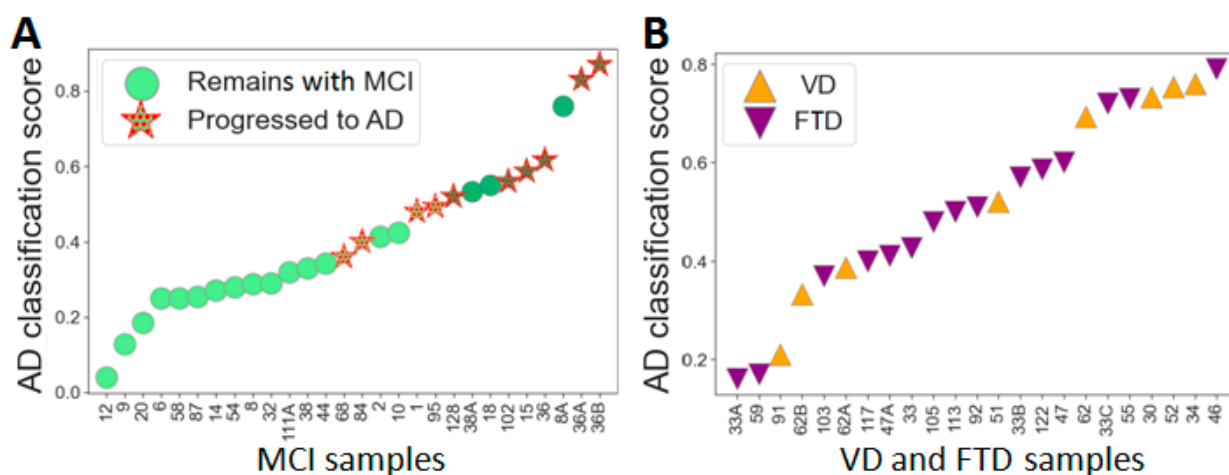 A
Remains with MCI
Progressed to AD
AD classification score
0.8
0.6
0.4
0.2
0.0
12 9 20 6 58 87 14 54 8 32 111A 38 44 68 84 2 10 1 95 128 38A 18 102 15 36 8A 36A 36B
MCI samples
B
VD
FTD
AD classification score
0.8
0.6
0.4
0.2
33A 59 91 62B 103 62A 117 47A 33 105 113 92 51 33B 122 47 62 33C 55 30 52 34 46
VD and FTD samples